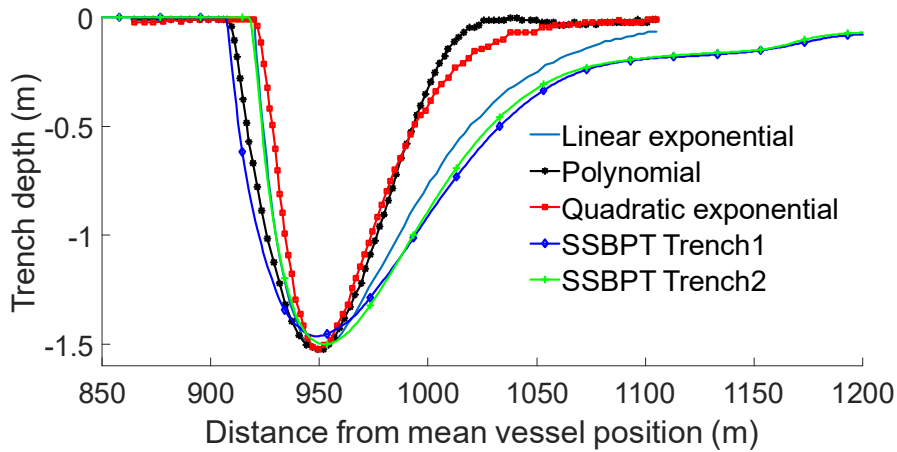 0
-0.5
-1
-1.5
Trench depth (m)
Linear exponential
Polynomial
Quadratic exponential
SSBPT Trench1
SSBPT Trench2
850 900 950 1000 1050 1100 1150 1200
Distance from mean vessel position (m)